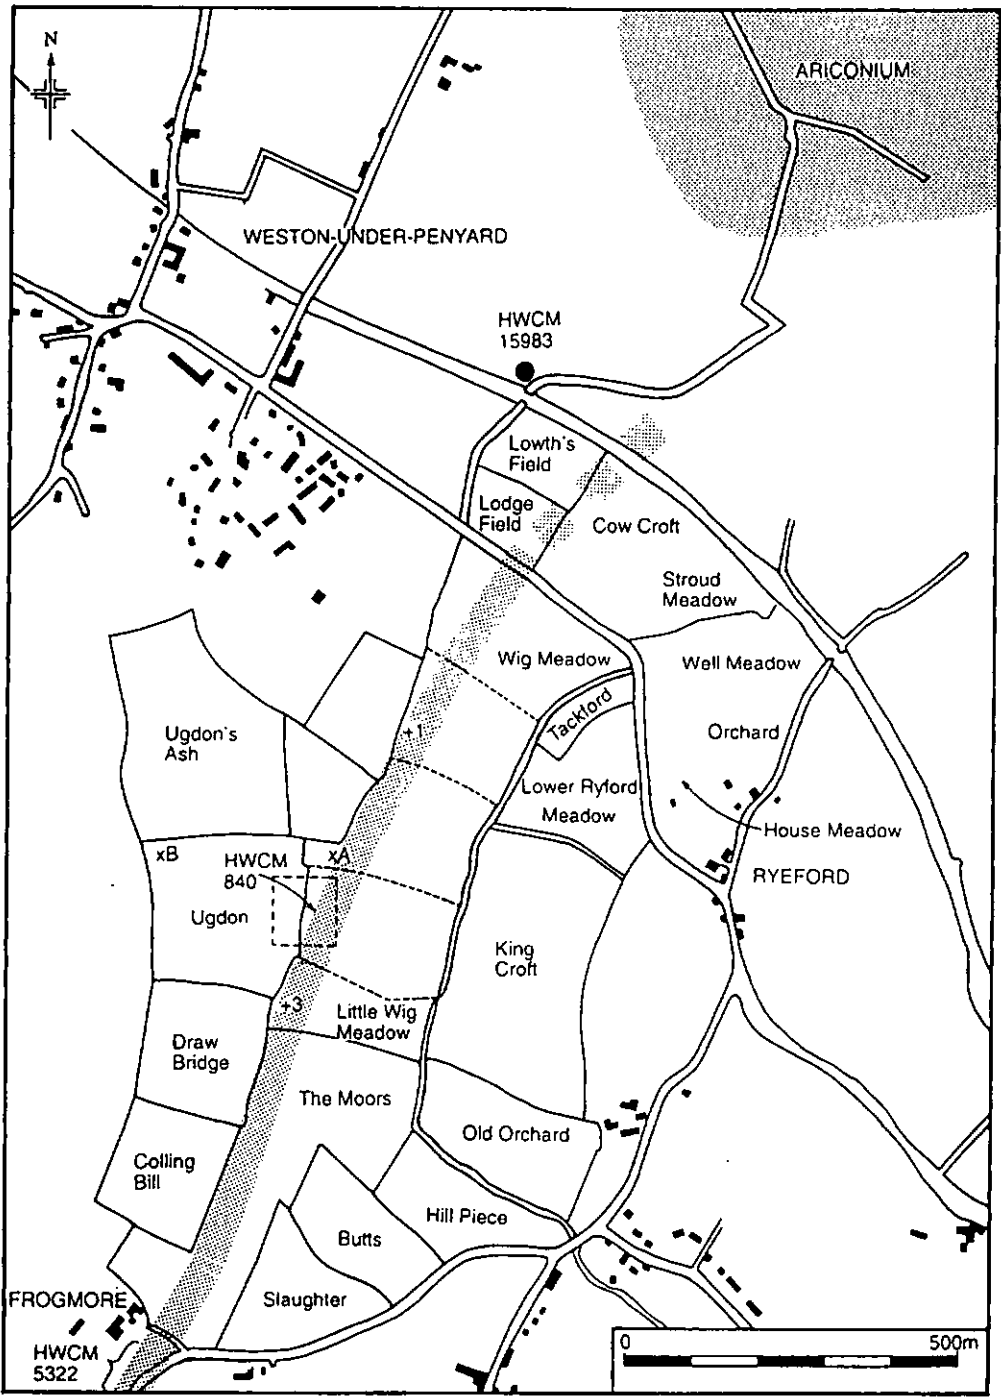 N
ARICONIUM
WESTON-UNDER-PENYARD
HWCM
15983
Lowth's
Field
Lodge
Field
Cow Croft
Stroud
Meadow
Wig Meadow
Well Meadow
Tackford
Ugdon's
Ash
+1
Orchard
Lower Ryford
Meadow
House Meadow
xB
HWCM
840
xA
RYEFORD
Ugdon
King
Croft
+3
Little Wig
Meadow
Draw
Bridge
The Moors
Old Orchard
Colling
Bill
Hill Piece
Butts
Slaughter
FROGMORE
HWCM
5322
0 500m